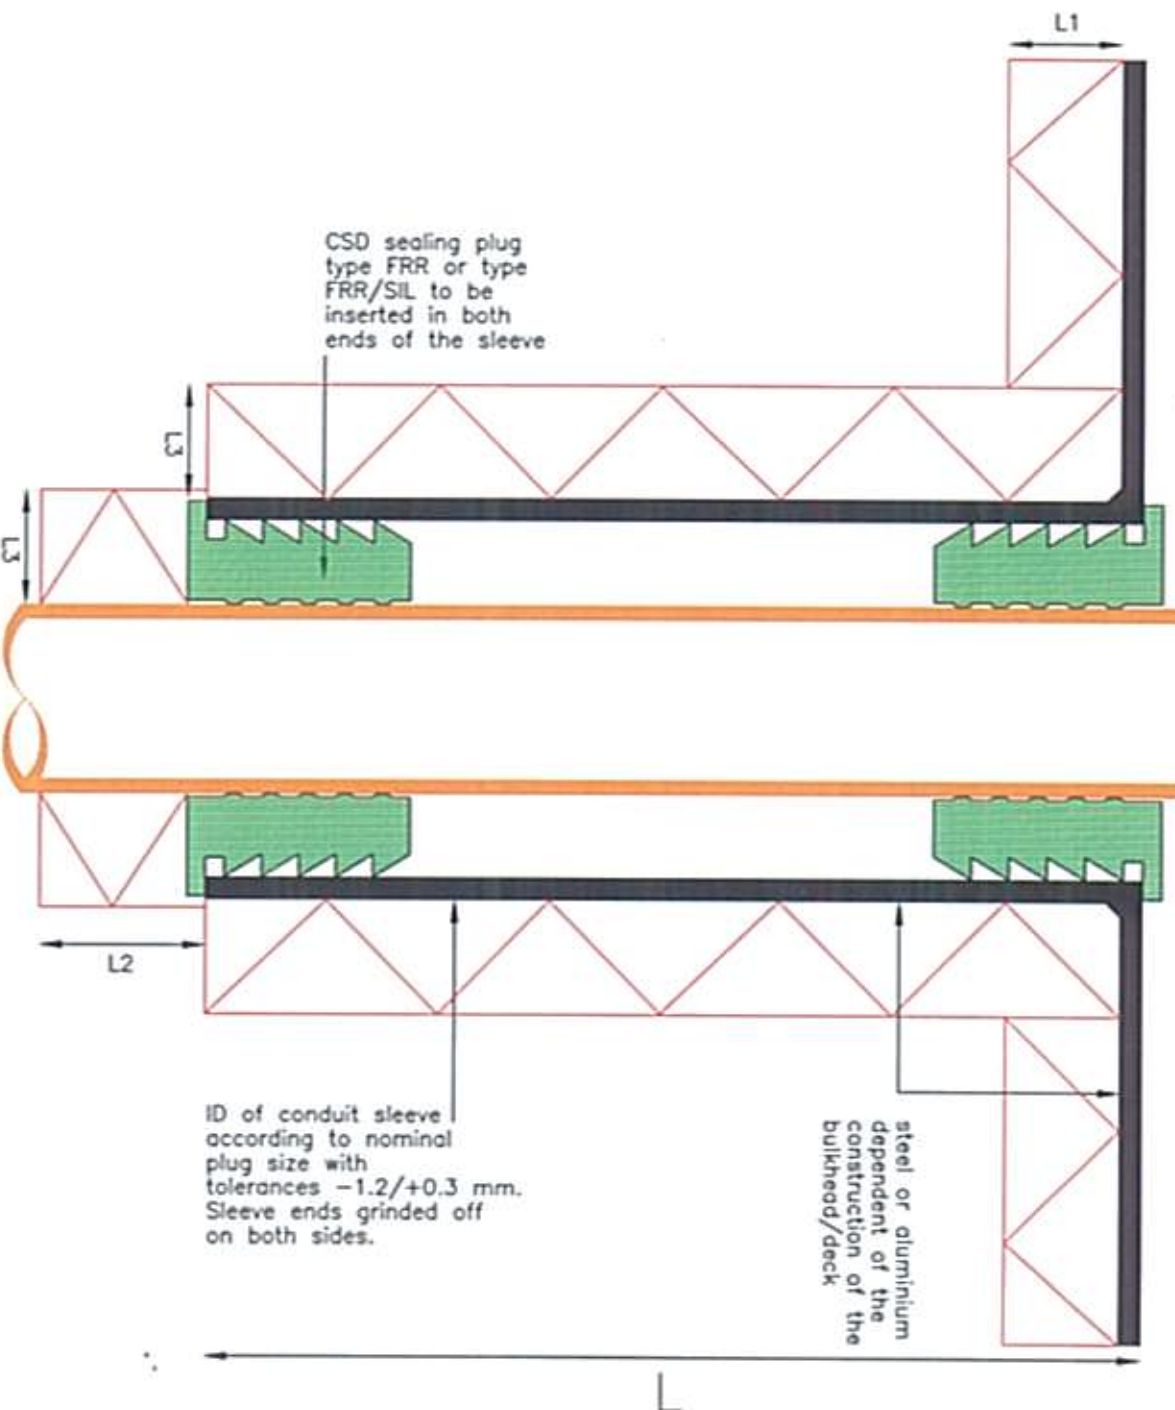 L1
CSD sealing plug
type FRR or type
FRR/SIL to be
inserted in both
ends of the sleeve
L3
L3
L2
ID of conduit sleeve
according to nominal
plug size with
tolerances -1.2/+0.3 mm.
Sleeve ends grinded off
on both sides.
steel or aluminium
dependent of the
construction of the
bulkhead/deck
L